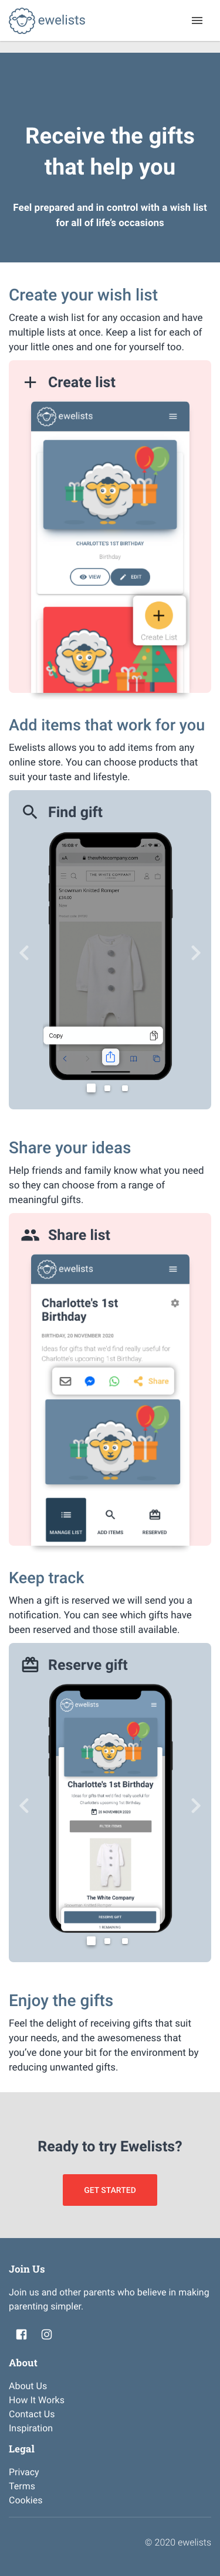 ewelists
Receive the gifts
that help you
Feel prepared and in control with a wish list
for all of life's occasions
Create your wish list
Create a wish list for any occasion and have
multiple lists at once. Keep a list for each of
your little ones and one for yourself too.
Create list
ewelists
CHARLOTTE'S 1ST BIRTHDAY
Birthday
VIEW
EDIT
Create List
Add items that work for you
Ewelists allows you to add items from any
online store. You can choose products that
suit your taste and lifestyle.
Find gift
AA
thewhitecompany.com
THE WHITE COMPANY
Snowman Knitted Romper
Copy
Share your ideas
Help friends and family know what you need
so they can choose from a range of
meaningful gifts.
Share list
ewelists
Charlotte's 1st
Birthday
BIRTHDAY, 20 NOVEMBER 2020
Ideas for gifts that we'd find really useful for
Charlotte's upcoming 1st birthday.
Share
MANAGE LIST
ADD ITEMS
RESERVED
Keep track
When a gift is reserved we will send you a
notification. You can see which gifts have
been reserved and those still available.
Reserve gift
ewelists
Charlotte's 1st Birthday
Ideas for gifts that we'd find really useful for
Charlotte's upcoming 1st birthday.
20 NOVEMBER 2020
FILTER ITEMS
The White Company
RESERVE GIFT
1 REMAINING
Enjoy the gifts
Feel the delight of receiving gifts that suit
your needs, and the awesomeness that
you've done your bit for the environment by
reducing unwanted gifts.
Ready to try Ewelists?
GET STARTED
Join Us
Join us and other parents who believe in making
parenting simpler.
About
About Us
How It Works
Contact Us
Inspiration
Legal
Privacy
Terms
Cookies
© 2020 ewelists